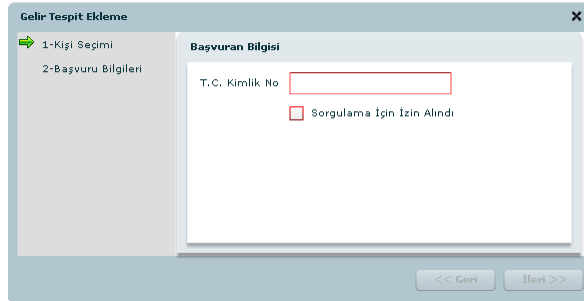 Gelir Tespit Ekleme
1-Kişi Seçimi
2-Başvuru Bilgileri
Başvuran Bilgisi
T.C. Kimlik No
Sorgulama İçin İzin Alındı
<< Geri
İleri >>